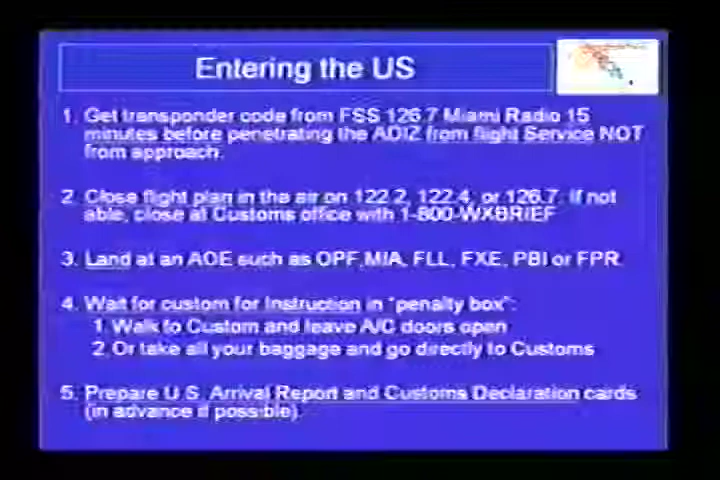 Entering the US
1. Get transponder code from FSS 126.7 Miami Radio 15
minutes before penetrating the ADIZ from flight Service NOT
from approach.
2. Close flight plan in the air on 122.2, 122.4, or 126.7. If not
able, close at Customs office with 1-800-WXBRIEF
3. Land at an AOE such as OPF,MIA, FLL, FXE, PBI or FPR.
4. Wait for custom for Instruction in "penalty box":
1. Walk to Custom and leave A/C doors open
2. Or take all your baggage and go directly to Customs
5. Prepare U.S. Arrival Report and Customs Declaration cards
(in advance if possible).